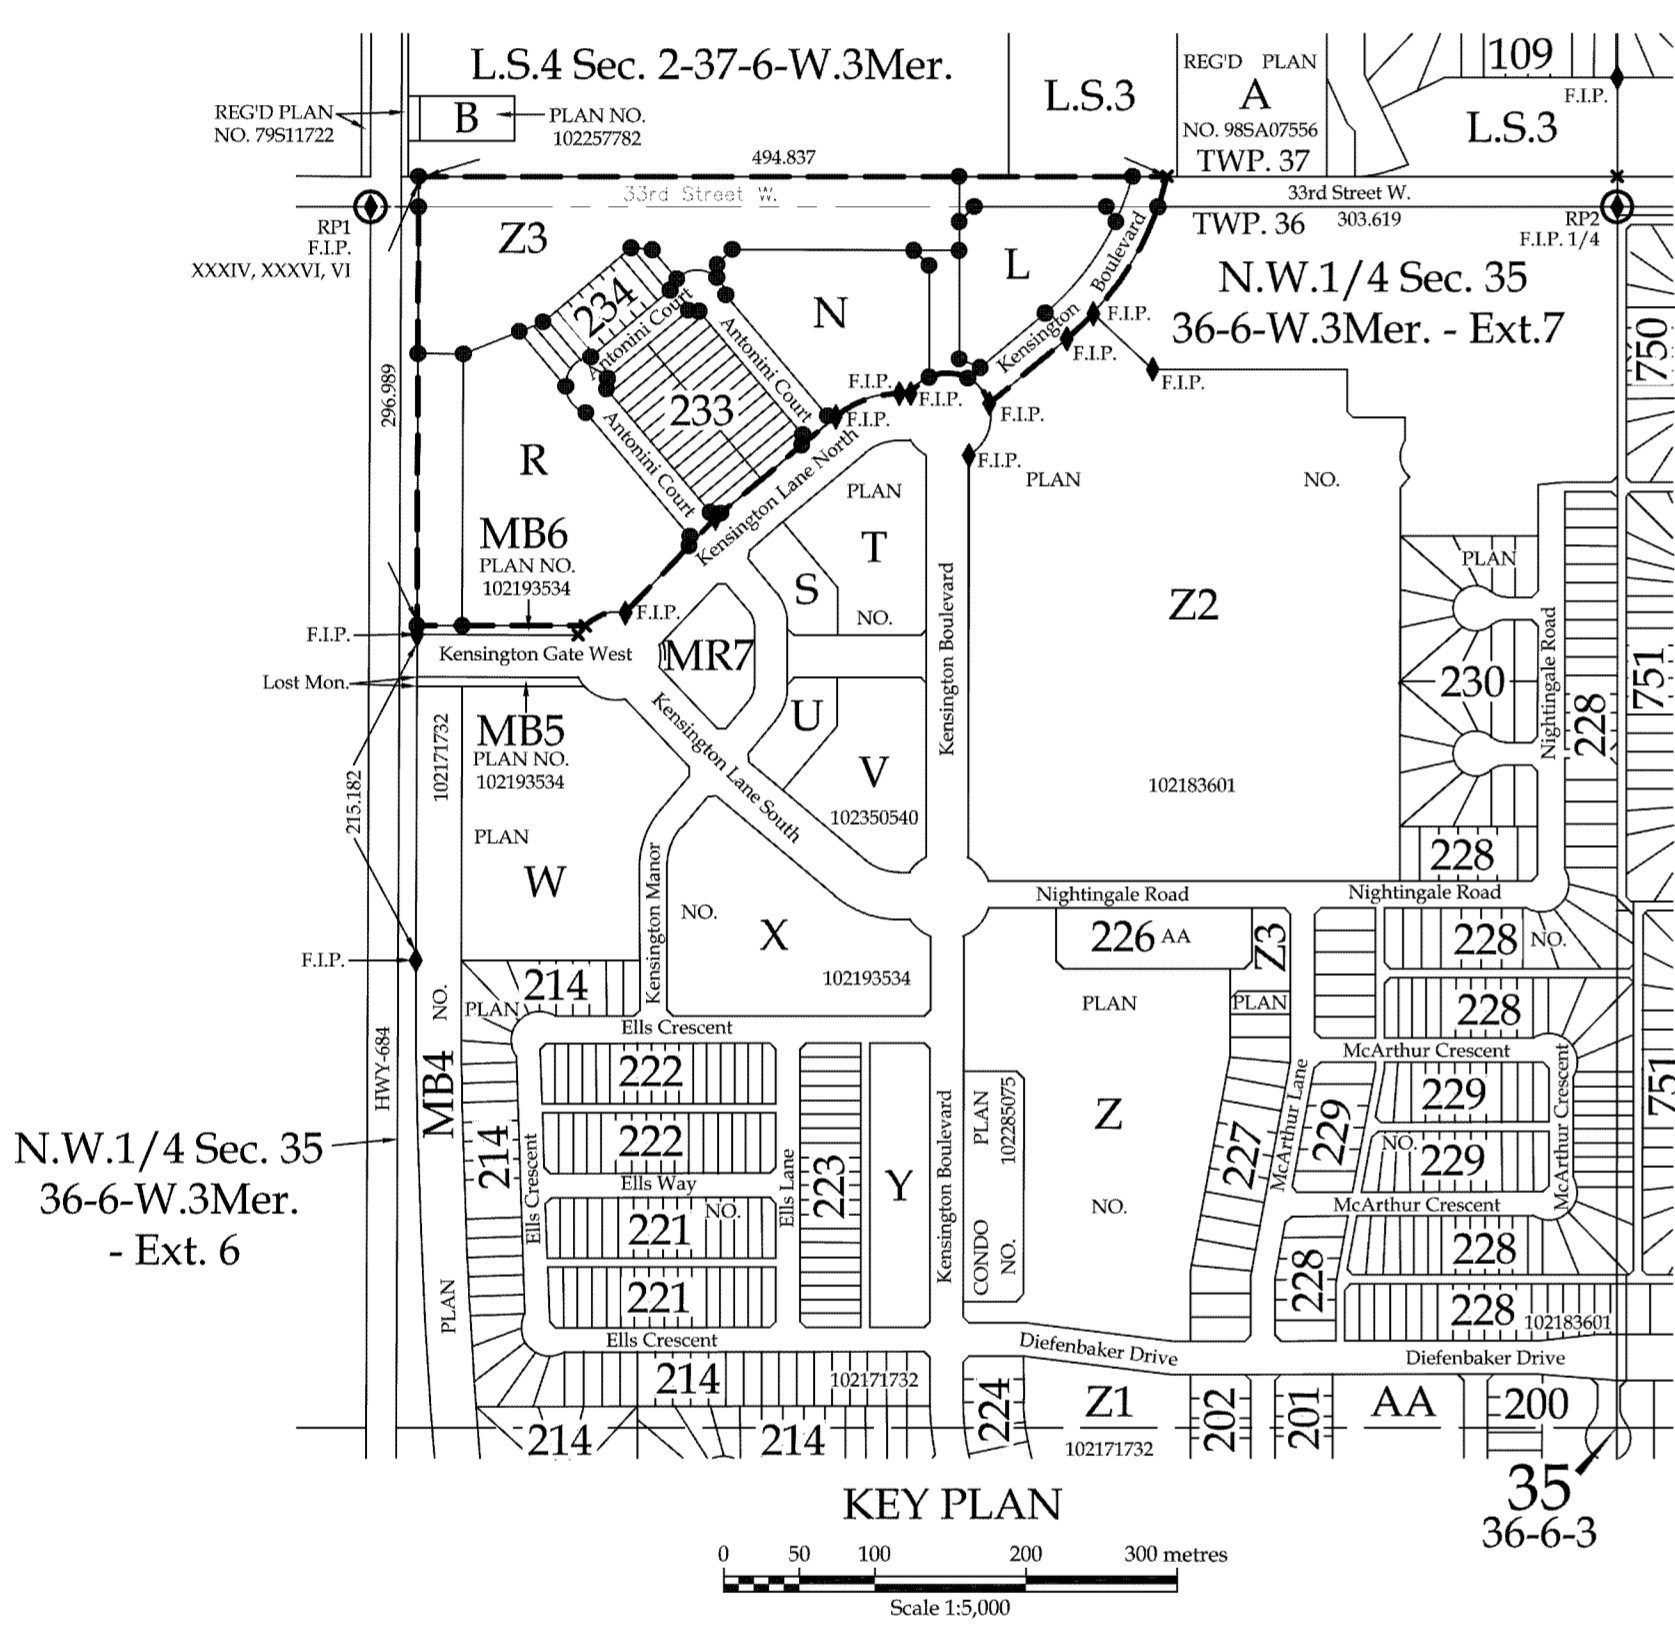 L.S.4 Sec. 2-37-6-W.3Mer.
REG'D PLAN
NO. 79S11722
B
PLAN NO.
102257782
L.S.3
REG'D PLAN
A
NO. 98SA07556
TWP. 37
109
F.I.P.
L.S.3
494.837
33rd Street W.
33rd Street W.
TWP. 36
303.619
RP1
F.I.P.
XXXIV, XXXVI, VI
RP2
F.I.P. 1/4
Z3
L
Kensington Boulevard
N.W.1/4 Sec. 35
36-6-W.3Mer. - Ext.7
234
Antonini Court
Antonini Court
N
F.I.P.
F.I.P.
F.I.P.
750
296.989
233
F.I.P.
F.I.P.
F.I.P.
F.I.P.
F.I.P.
R
Antonini Court
Kensington Lane North
PLAN
PLAN
NO.
MB6
PLAN NO.
102193534
T
S
NO.
Kensington Boulevard
Z2
PLAN
F.I.P.
F.I.P.
Kensington Gate West
MR7
Lost Mon.
230
Nightingale Road
228
751
MB5
PLAN NO.
102193534
102171732
U
V
Kensington Lane South
102350540
102183601
215.182
PLAN
W
228
Kensington Manor
NO.
X
102193534
Nightingale Road
Nightingale Road
226 AA
Z3
228
NO.
F.I.P.
214
PLAN
NO.
PLAN
PLAN
228
Ells Crescent
HWY-684
MB4
222
McArthur Crescent
McArthur Lane
229
229
McArthur Crescent
751
N.W.1/4 Sec. 35
36-6-W.3Mer.
- Ext. 6
214
Ells Crescent
222
Ells Way
Ells Lane
223
Y
Kensington Boulevard
PLAN
102285075
Z
227
NO.
229
NO.
McArthur Crescent
221
NO.
CONDO
NO.
228
PLAN
221
228
228
102183601
Ells Crescent
Diefenbaker Drive
Diefenbaker Drive
214
102171732
224
Z1
202
201
AA
200
214
214
102171732
35
36-6-3
KEY PLAN
0 50 100 200 300 metres
Scale 1:5,000